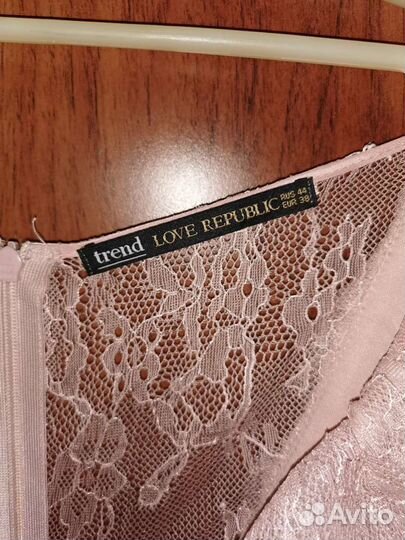 trend LOVE REPUBLIC RUS 44
EUR 38
Avito